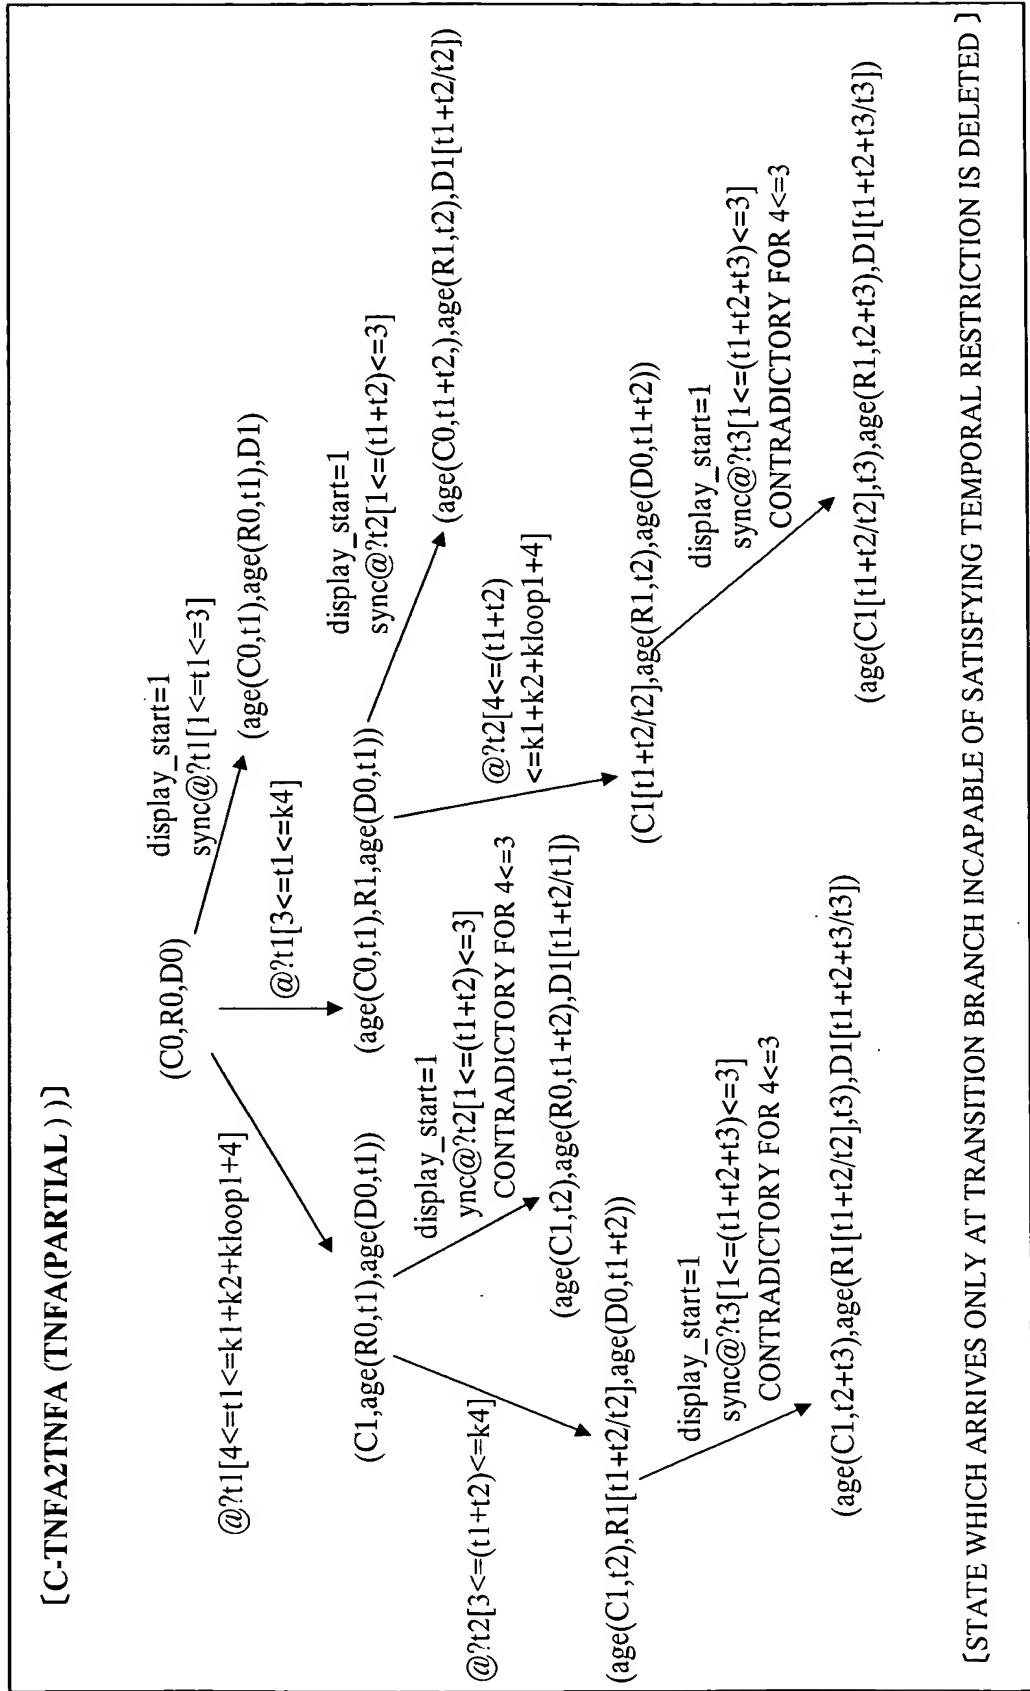 [C-TNFA2TNFA (TNFA(PARTIAL ) )]
(C0,R0,D0)
display_start=1
sync@?t1[1<=t1<=3]
(age(C0,t1),age(R0,t1),D1)
@?t1[3<=t1<=k4]
@?t1[4<=t1<=k1+k2+kloop1+4]
(C1,age(R0,t1),age(D0,t1))
(age(C0,t1),R1,age(D0,t1))
display_start=1
sync@?t2[1<=(t1+t2)<=3]
(age(C0,t1+t2,),age(R1,t2),D1[t1+t2/t2])
display_start=1
ync@?t2[1<=(t1+t2)<=3]
CONTRADICTORY FOR 4<=3
(age(C1,t2),age(R0,t1+t2),D1[t1+t2/t1])
@?t2[4<=(t1+t2)
<=k1+k2+kloop1+4]
(C1[t1+t2/t2],age(R1,t2),age(D0,t1+t2))
@?t2[3<=(t1+t2)<=k4]
(age(C1,t2),R1[t1+t2/t2],age(D0,t1+t2))
display_start=1
sync@?t3[1<=(t1+t2+t3)<=3]
CONTRADICTORY FOR 4<=3
(age(C1,t2+t3),age(R1[t1+t2/t2],t3),D1[t1+t2+t3/t3])
display_start=1
sync@?t3[1<=(t1+t2+t3)<=3]
CONTRADICTORY FOR 4<=3
(age(C1[t1+t2/t2],t3),age(R1,t2+t3),D1[t1+t2+t3/t3])
[STATE WHICH ARRIVES ONLY AT TRANSITION BRANCH INCAPABLE OF SATISFYING TEMPORAL RESTRICTION IS DELETED ]